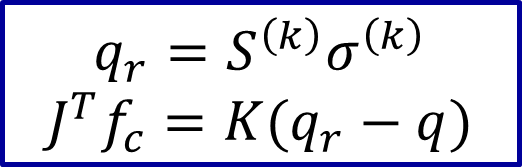 q_r = S^(k) σ^(k)
J^T f_c = K(q_r − q)